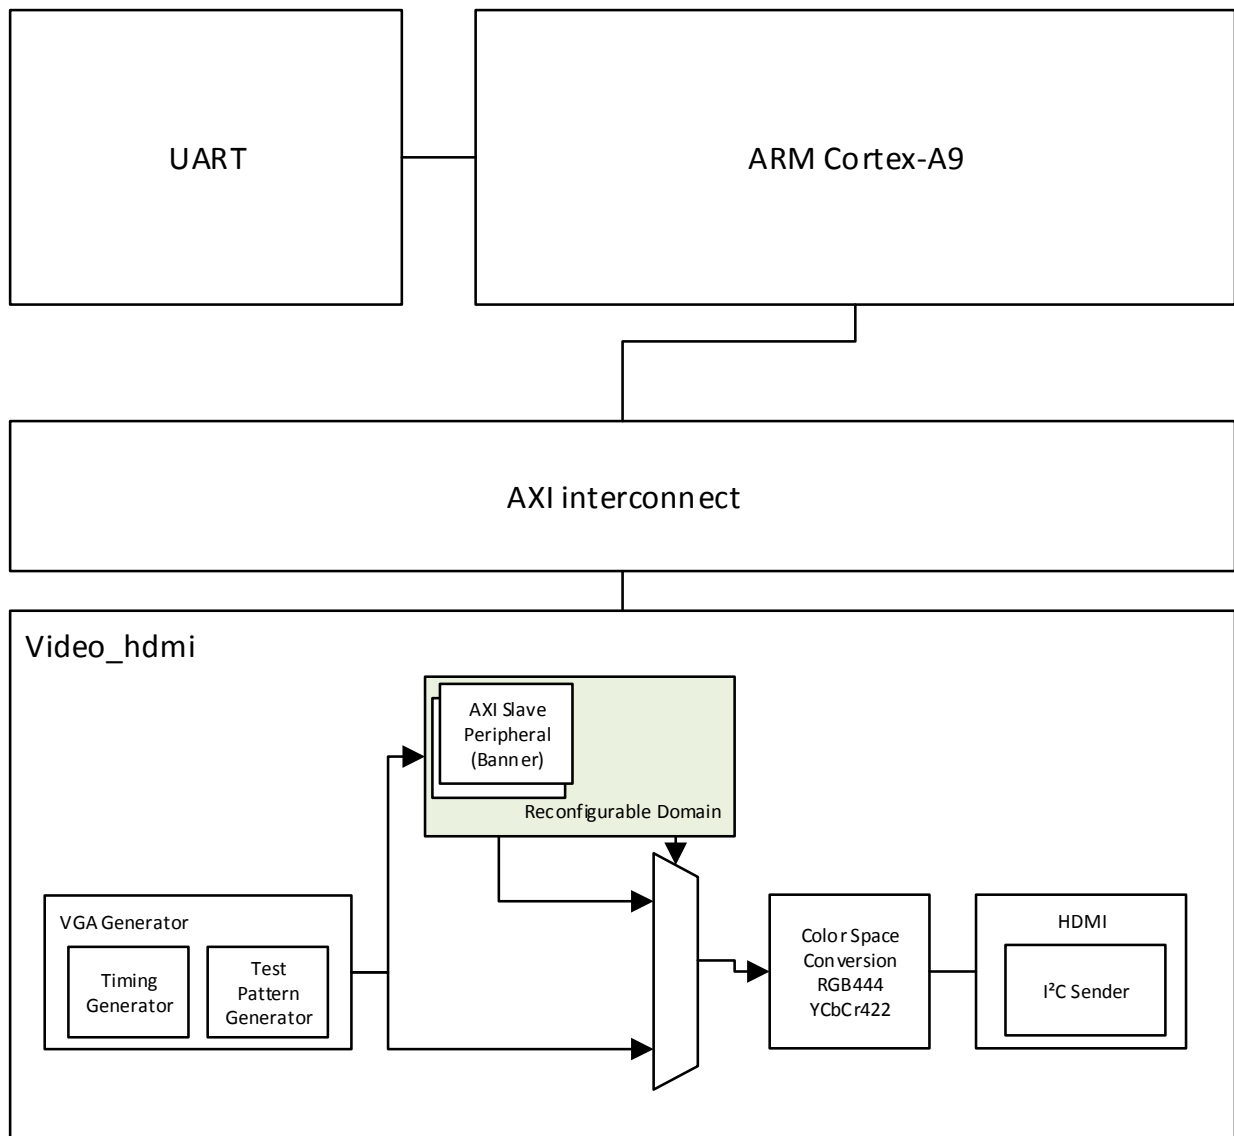 UART
ARM Cortex-A9
AXI interconnect
Video_hdmi
AXI Slave
Peripheral
(Banner)
Reconfigurable Domain
VGA Generator
Timing
Generator
Test
Pattern
Generator
Color Space
Conversion
RGB444
YCbCr422
HDMI
I²C Sender